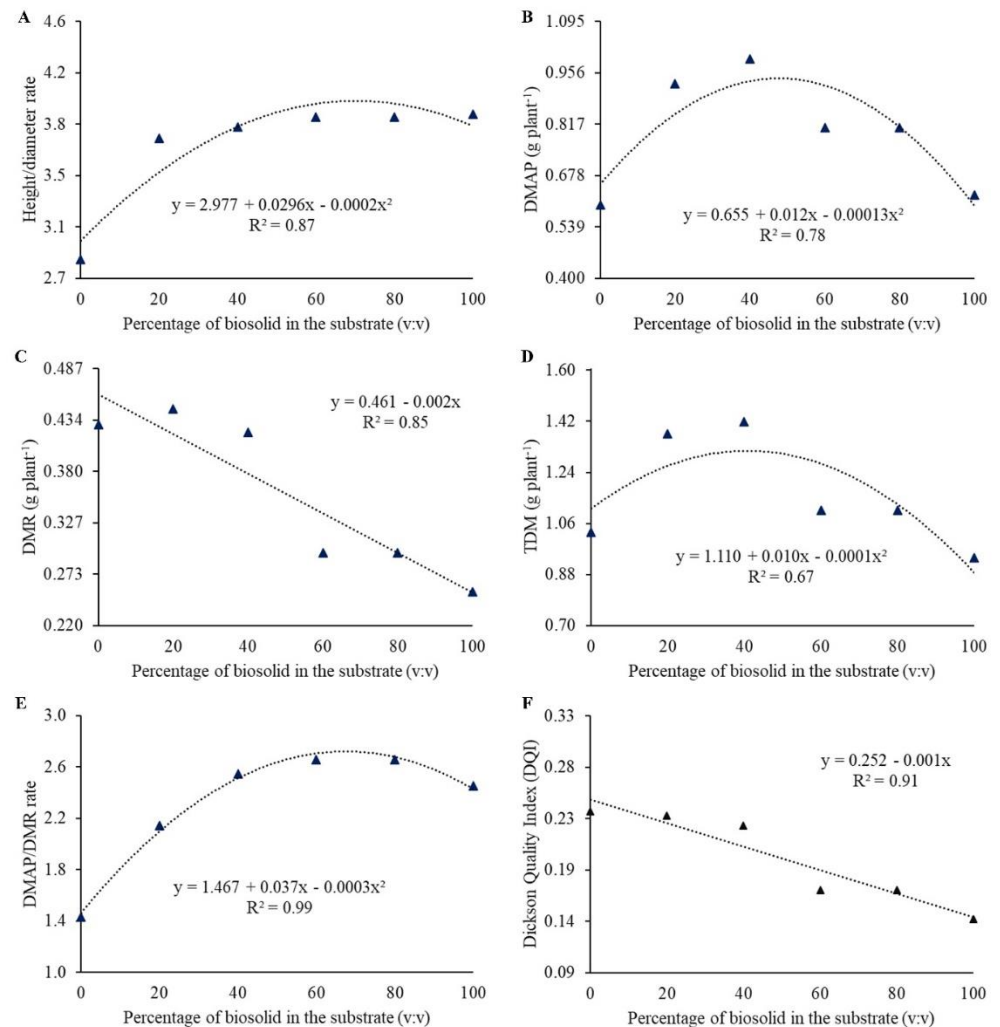 A
Height/diameter rate
4.6
4.2
3.8
3.5
3.1
2.7
y = 2.977 + 0.0296x - 0.0002x²
R² = 0.87
0 20 40 60 80 100
Percentage of biosolid in the substrate (v:v)
B
DMAP (g plant⁻¹)
1.095
0.956
0.817
0.678
0.539
0.400
y = 0.655 + 0.012x - 0.00013x²
R² = 0.78
0 20 40 60 80 100
Percentage of biosolid in the substrate (v:v)
C
DMR (g plant⁻¹)
0.487
0.434
0.380
0.327
0.273
0.220
y = 0.461 - 0.002x
R² = 0.85
0 20 40 60 80 100
Percentage of biosolid in the substrate (v:v)
D
TDM (g plant⁻¹)
1.60
1.42
1.24
1.06
0.88
0.70
y = 1.110 + 0.010x - 0.0001x²
R² = 0.67
0 20 40 60 80 100
Percentage of biosolid in the substrate (v:v)
E
DMAP/DMR rate
3.0
2.6
2.2
1.8
1.4
1.0
y = 1.467 + 0.037x - 0.0003x²
R² = 0.99
0 20 40 60 80 100
Percentage of biosolid in the substrate (v:v)
F
Dickson Quality Index (DQI)
0.33
0.28
0.23
0.19
0.14
0.09
y = 0.252 - 0.001x
R² = 0.91
0 20 40 60 80 100
Percentage of biosolid in the substrate (v:v)